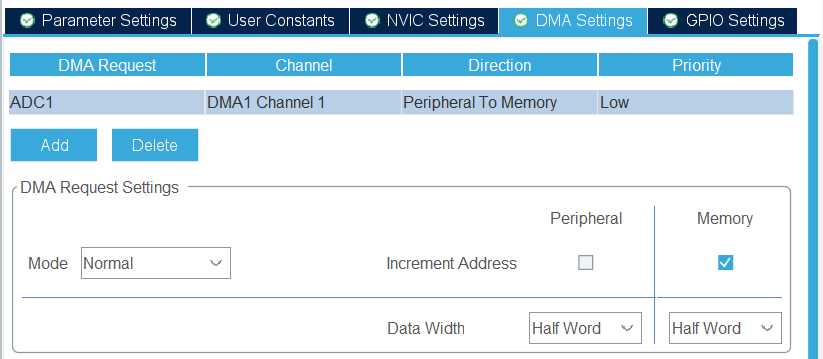 Parameter Settings User Constants NVIC Settings DMA Settings GPIO Settings
DMA Request Channel Direction Priority
ADC1 DMA1 Channel 1 Peripheral To Memory Low
Add Delete
DMA Request Settings
Peripheral Memory
Mode Normal Increment Address
Data Width Half Word Half Word